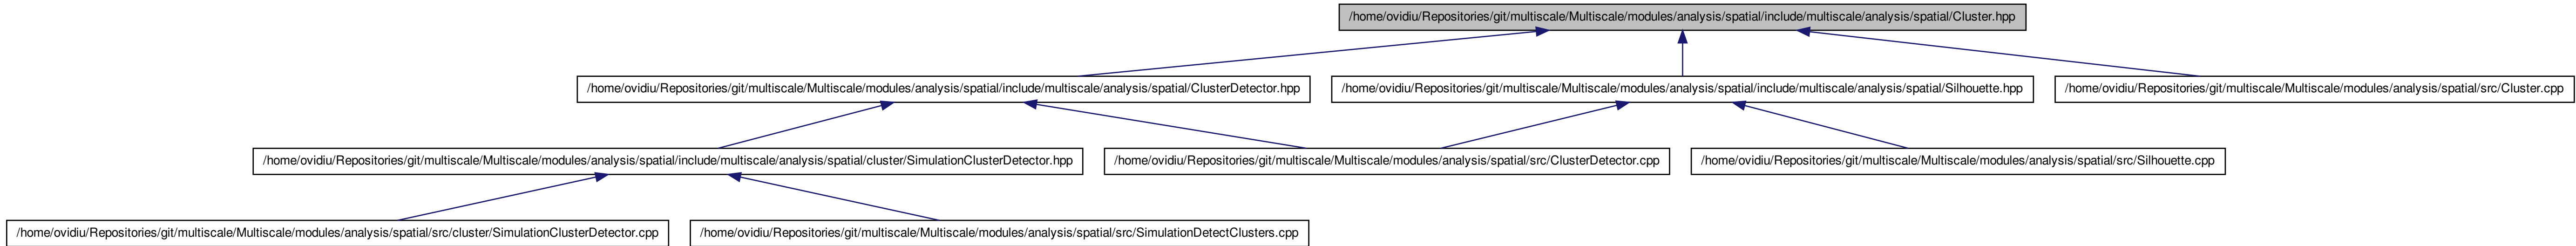 /home/ovidiu/Repositories/git/multiscale/Multiscale/modules/analysis/spatial/include/multiscale/analysis/spatial/Cluster.hpp
/home/ovidiu/Repositories/git/multiscale/Multiscale/modules/analysis/spatial/include/multiscale/analysis/spatial/ClusterDetector.hpp
/home/ovidiu/Repositories/git/multiscale/Multiscale/modules/analysis/spatial/include/multiscale/analysis/spatial/Silhouette.hpp
/home/ovidiu/Repositories/git/multiscale/Multiscale/modules/analysis/spatial/src/Cluster.cpp
/home/ovidiu/Repositories/git/multiscale/Multiscale/modules/analysis/spatial/include/multiscale/analysis/spatial/cluster/SimulationClusterDetector.hpp
/home/ovidiu/Repositories/git/multiscale/Multiscale/modules/analysis/spatial/src/ClusterDetector.cpp
/home/ovidiu/Repositories/git/multiscale/Multiscale/modules/analysis/spatial/src/Silhouette.cpp
/home/ovidiu/Repositories/git/multiscale/Multiscale/modules/analysis/spatial/src/cluster/SimulationClusterDetector.cpp
/home/ovidiu/Repositories/git/multiscale/Multiscale/modules/analysis/spatial/src/SimulationDetectClusters.cpp